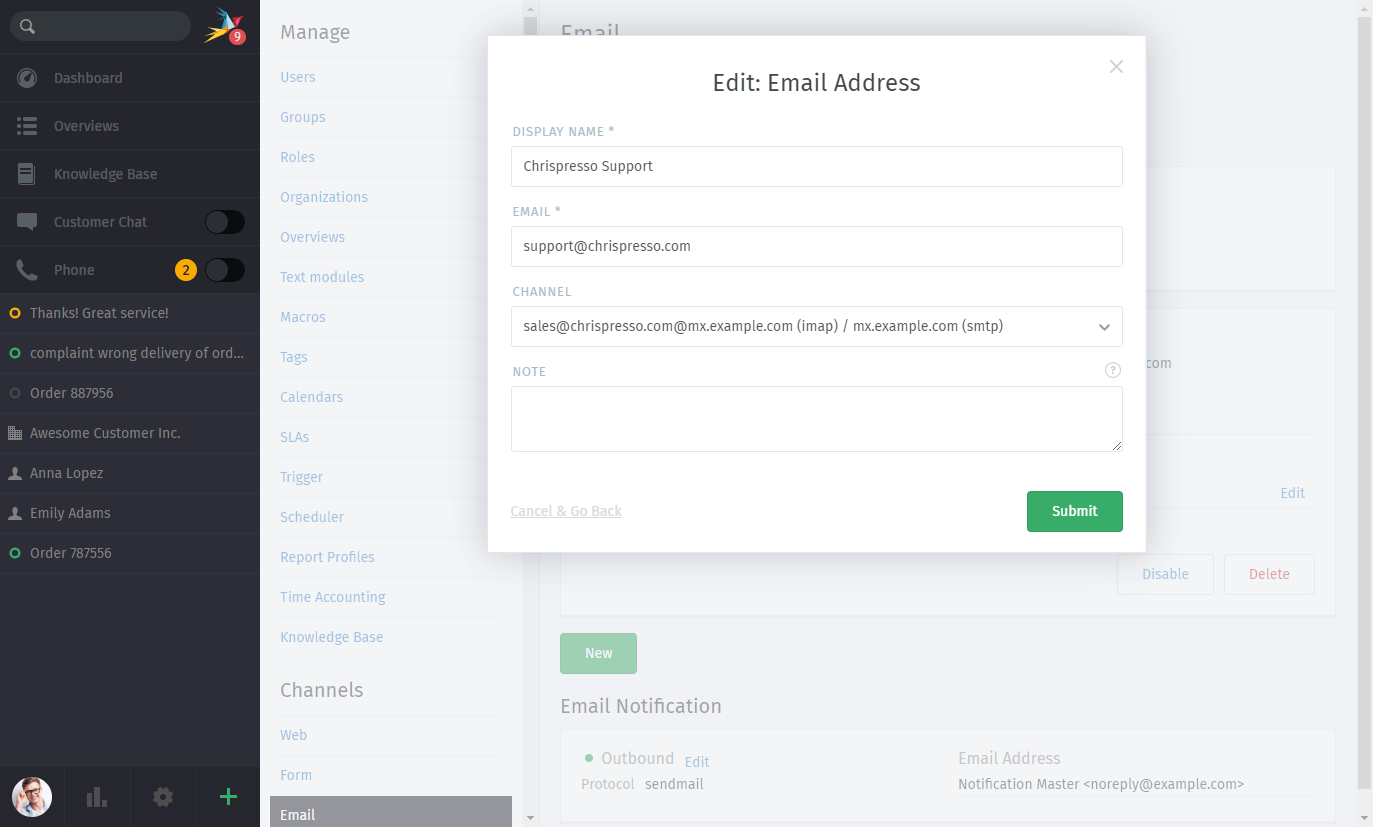 9
Dashboard
Overviews
Knowledge Base
Customer Chat
Phone 2
Thanks! Great service!
complaint wrong delivery of ord...
Order 887956
Awesome Customer Inc.
Anna Lopez
Emily Adams
Order 787556
Manage
Users
Groups
Roles
Organizations
Overviews
Text modules
Macros
Tags
Calendars
SLAs
Trigger
Scheduler
Report Profiles
Time Accounting
Knowledge Base
Channels
Web
Form
Email
Email
Edit: Email Address
DISPLAY NAME *
Chrispresso Support
EMAIL *
support@chrispresso.com
CHANNEL
sales@chrispresso.com@mx.example.com (imap) / mx.example.com (smtp)
NOTE ?
Cancel & Go Back
Submit
com
Edit
Disable
Delete
New
Email Notification
Outbound Edit
Protocol sendmail
Email Address
Notification Master <noreply@example.com>